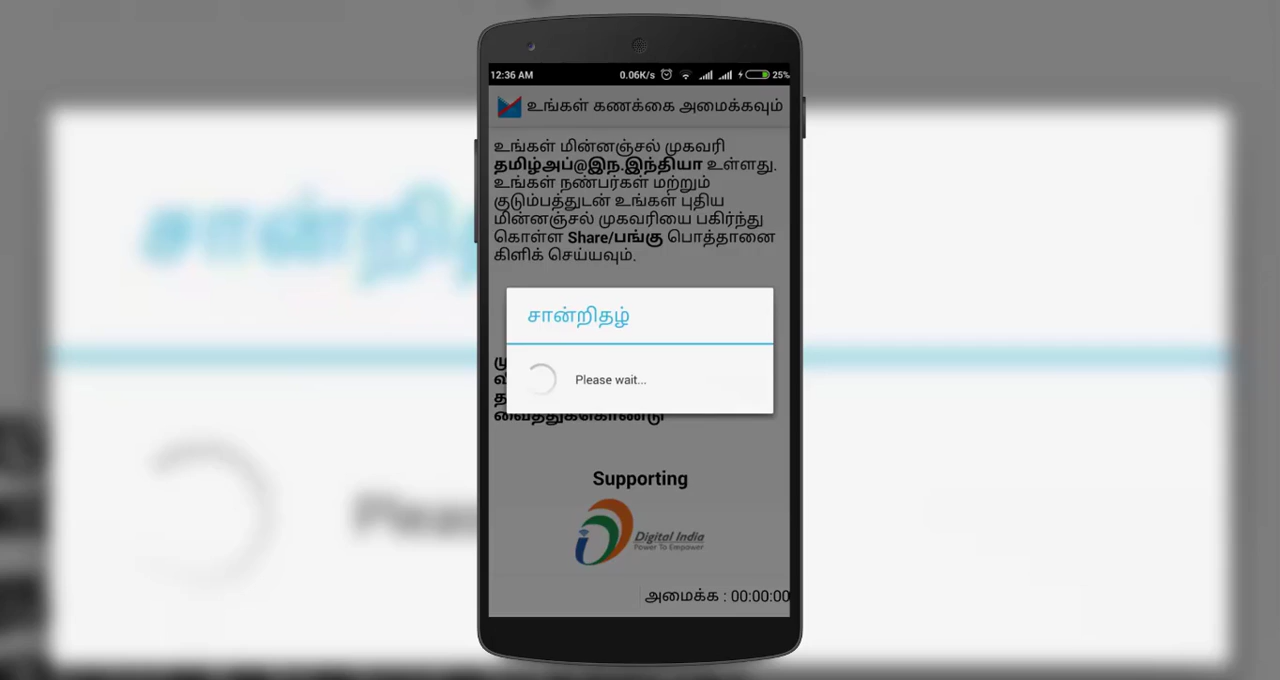 12:36 AM 0.06K/s 25%
உங்கள் கணக்கை அமைக்கவும்
உங்கள் மின்னஞ்சல் முகவரி
தமிழ்அப்@இந.இந்தியா உள்ளது.
உங்கள் நண்பர்கள் மற்றும்
குடும்பத்துடன் உங்கள் புதிய
மின்னஞ்சல் முகவரியை பகிர்ந்து
கொள்ள Share/பங்கு பொத்தானை
கிளிக் செய்யவும்.
சான்றிதழ்
Please wait...
வைத்துக்கொண்டு
Supporting
Digital India
Power To Empower
அமைக்க : 00:00:00